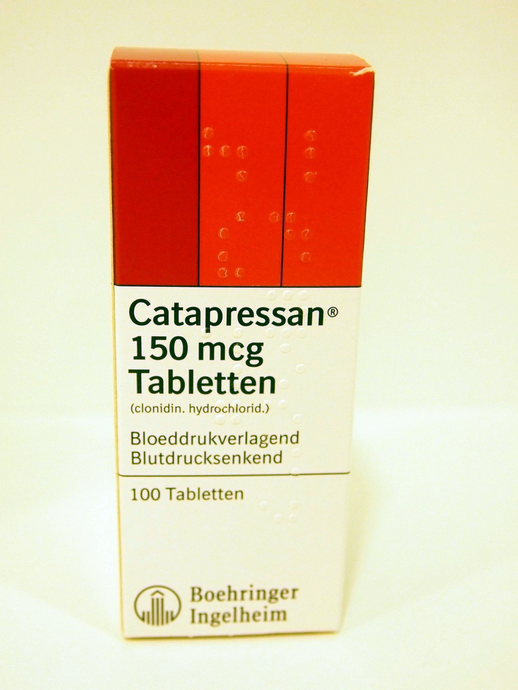 Catapressan®
150 mcg
Tabletten
(clonidin. hydrochlorid.)
Bloeddrukverlagend
Blutdrucksenkend
100 Tabletten
Boehringer
Ingelheim